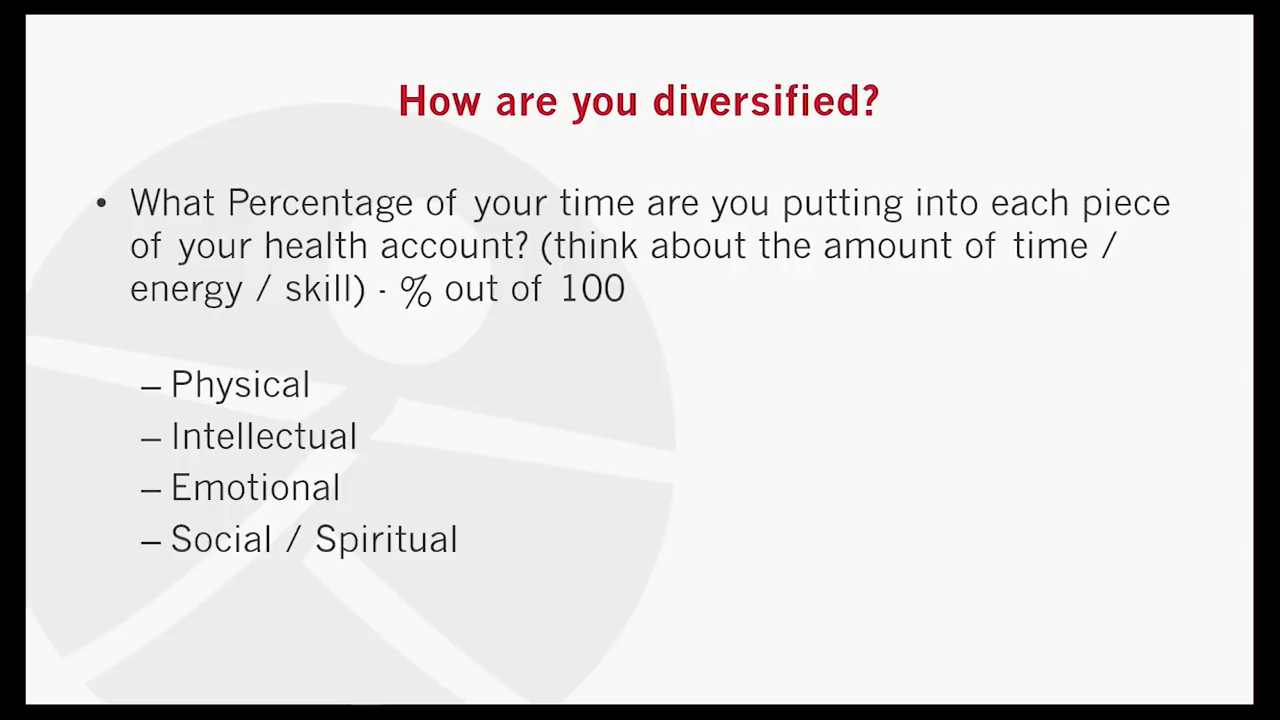 How are you diversified?
• What Percentage of your time are you putting into each piece
of your health account? (think about the amount of time /
energy / skill) - % out of 100
– Physical
– Intellectual
– Emotional
– Social / Spiritual